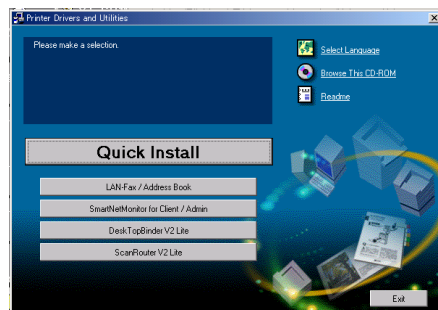 Printer Drivers and Utilities
Please make a selection.
Select Language
Browse This CD-ROM
Readme
Quick Install
LAN-Fax / Address Book
SmartNetMonitor for Client / Admin
DeskTopBinder V2 Lite
ScanRouter V2 Lite
Exit